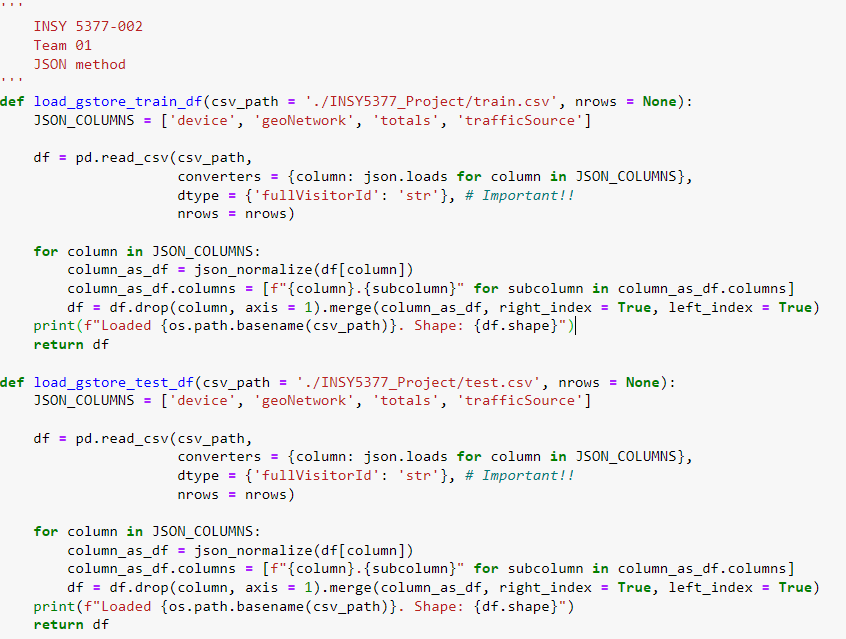 '''
    INSY 5377-002
    Team 01
    JSON method
'''
def load_gstore_train_df(csv_path = './INSY5377_Project/train.csv', nrows = None):
    JSON_COLUMNS = ['device', 'geoNetwork', 'totals', 'trafficSource']

    df = pd.read_csv(csv_path,
                     converters = {column: json.loads for column in JSON_COLUMNS},
                     dtype = {'fullVisitorId': 'str'}, # Important!!
                     nrows = nrows)

    for column in JSON_COLUMNS:
        column_as_df = json_normalize(df[column])
        column_as_df.columns = [f"{column}.{subcolumn}" for subcolumn in column_as_df.columns]
        df = df.drop(column, axis = 1).merge(column_as_df, right_index = True, left_index = True)
    print(f"Loaded {os.path.basename(csv_path)}. Shape: {df.shape}")
    return df

def load_gstore_test_df(csv_path = './INSY5377_Project/test.csv', nrows = None):
    JSON_COLUMNS = ['device', 'geoNetwork', 'totals', 'trafficSource']

    df = pd.read_csv(csv_path,
                     converters = {column: json.loads for column in JSON_COLUMNS},
                     dtype = {'fullVisitorId': 'str'}, # Important!!
                     nrows = nrows)

    for column in JSON_COLUMNS:
        column_as_df = json_normalize(df[column])
        column_as_df.columns = [f"{column}.{subcolumn}" for subcolumn in column_as_df.columns]
        df = df.drop(column, axis = 1).merge(column_as_df, right_index = True, left_index = True)
    print(f"Loaded {os.path.basename(csv_path)}. Shape: {df.shape}")
    return df